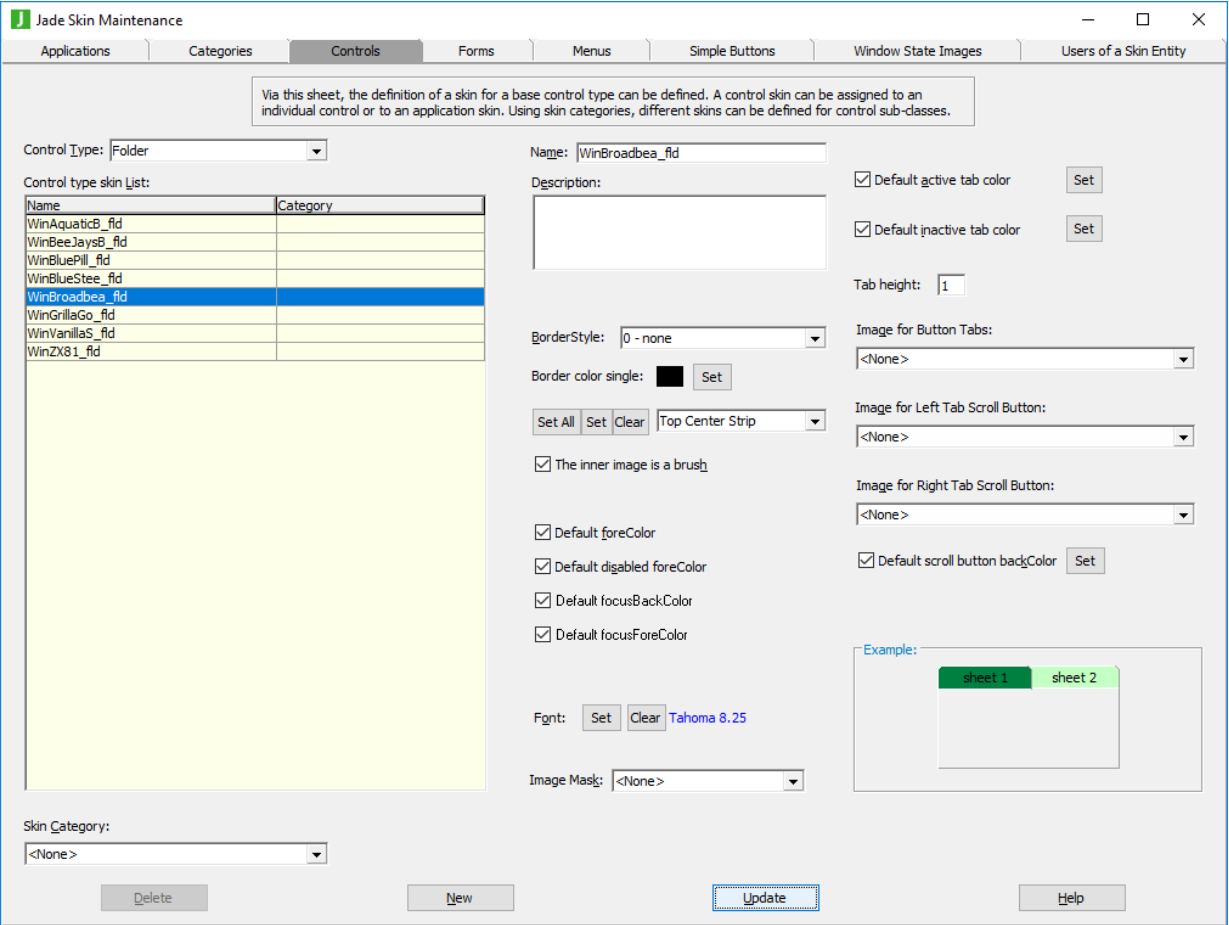 Jade Skin Maintenance
Applications Categories Controls Forms Menus Simple Buttons Window State Images Users of a Skin Entity
Via this sheet, the definition of a skin for a base control type can be defined. A control skin can be assigned to an
individual control or to an application skin. Using skin categories, different skins can be defined for control sub-classes.
Control Type: Folder
Control type skin List:
Name Category
WinAquaticB_fld
WinBeeJaysB_fld
WinBluePill_fld
WinBlueStee_fld
WinBroadbea_fld
WinGrillaGo_fld
WinVanillaS_fld
WinZX81_fld
Skin Category:
<None>
Name: WinBroadbea_fld
Description:
BorderStyle: 0 - none
Border color single: Set
Set All Set Clear Top Center Strip
The inner image is a brush
Default foreColor
Default disabled foreColor
Default focusBackColor
Default focusForeColor
Font: Set Clear Tahoma 8.25
Image Mask: <None>
Default active tab color Set
Default inactive tab color Set
Tab height: 1
Image for Button Tabs:
<None>
Image for Left Tab Scroll Button:
<None>
Image for Right Tab Scroll Button:
<None>
Default scroll button backColor Set
Example:
sheet 1 sheet 2
Delete New Update Help